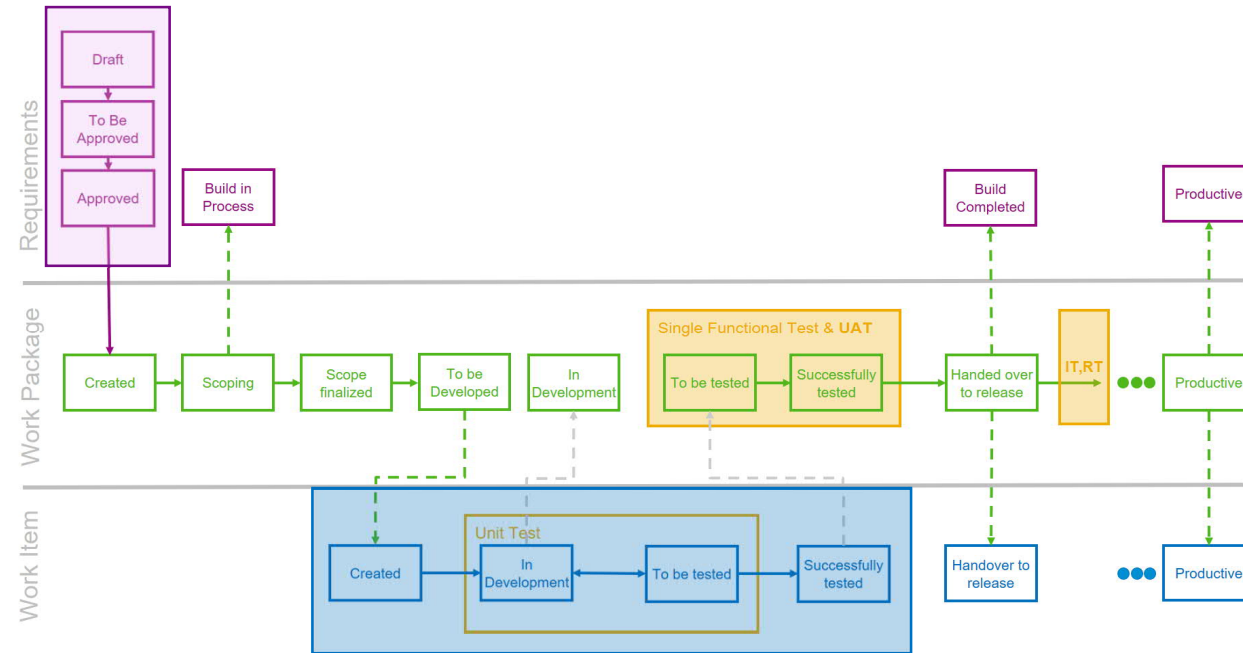 Requirements
Draft
To Be
Approved
Approved
Build in
Process
Build
Completed
Productive
Work Package
Single Functional Test & UAT
Created
Scoping
Scope
finalized
To be
Developed
In
Development
To be tested
Successfully
tested
Handed over
to release
IT,RT
Productive
Work Item
Unit Test
Created
In
Development
To be tested
Successfully
tested
Handover to
release
Productive